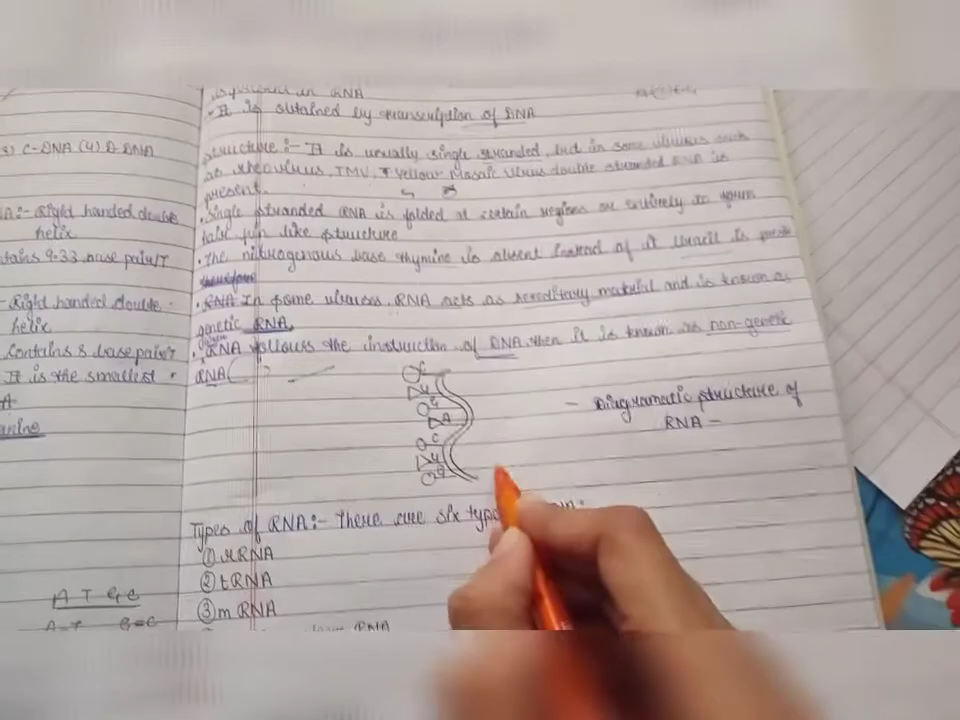 RNA
• It is obtained by transcription of DNA
Structure :- It is usually single stranded, but in some viruses such
as rheovirus, TMV, Yellow Mosaic virus double stranded RNA is
present.
• Single stranded RNA is folded at certain regions or entirely to
hair pin like structure
• The nitrogenous base thymine is absent instead of it Uracil is
• RNA In some viruses RNA acts as hereditary material and is known as
genetic RNA.
• RNA follows the instruction of DNA then it is known as non-genetic
RNA
C
U
G
A
C
U
G
- Diagramatic structure of
RNA -
Types of RNA:- There are six
① rRNA
② tRNA
③ mRNA
RNA
3) C-DNA (4) D-DNA
Right handed double
helix
9.33 base pair/T
- Right handed double
helix
Contains 8 base pair/T
It is the smallest
A T G C